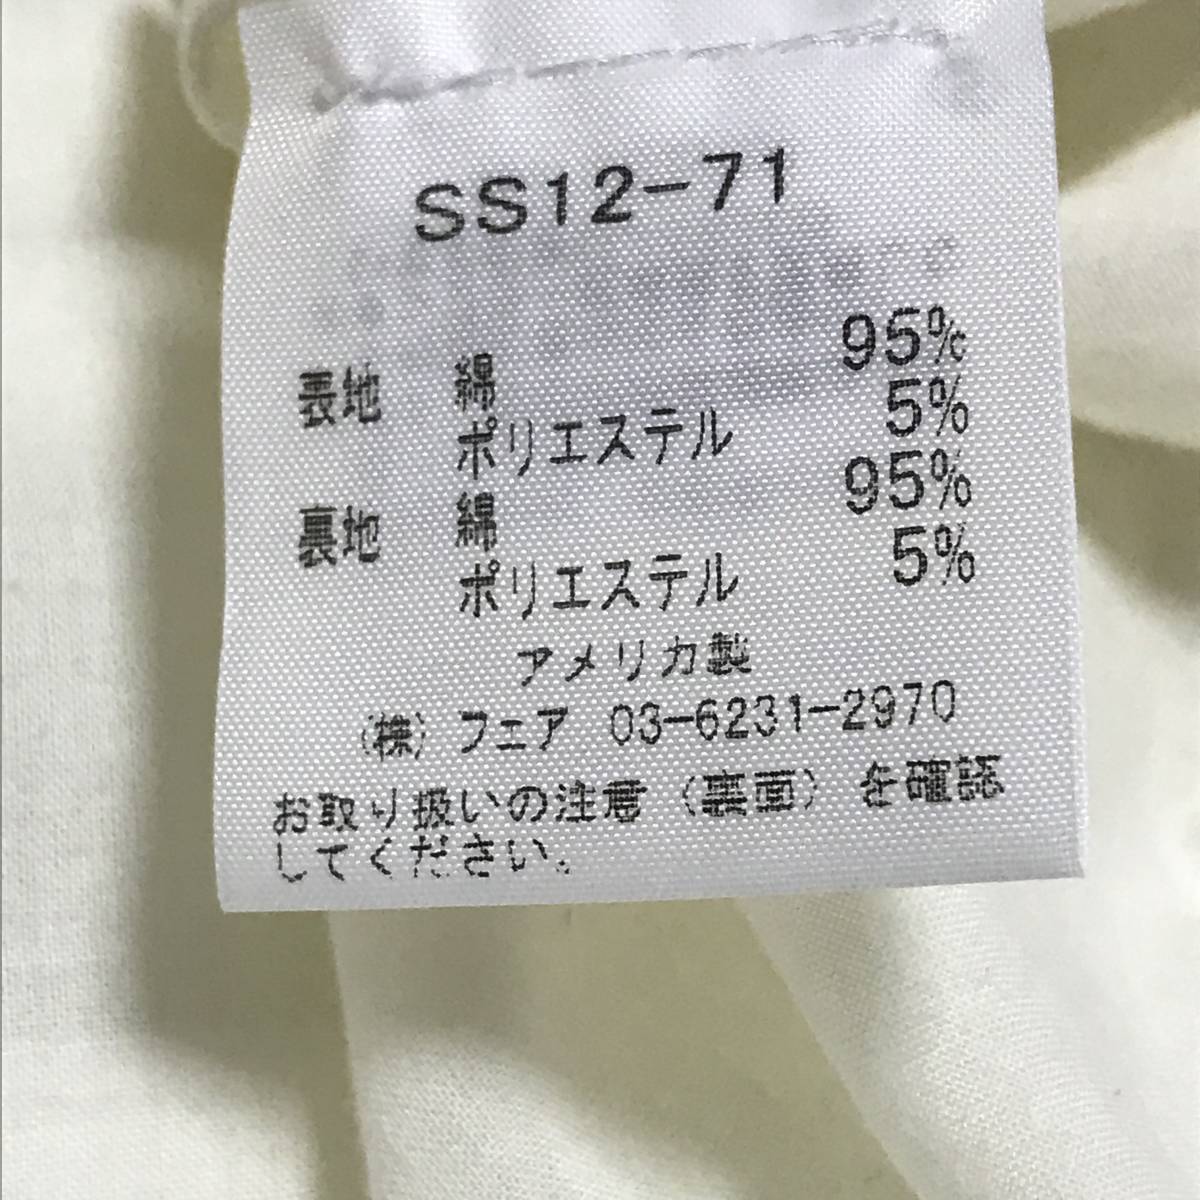 SS12-71
表地 綿 95%
ポリエステル 5%
裏地 綿 95%
ポリエステル 5%
アメリカ製
(株) フェア 03-6231-2970
お取り扱いの注意 (裏面) を確認
してください。